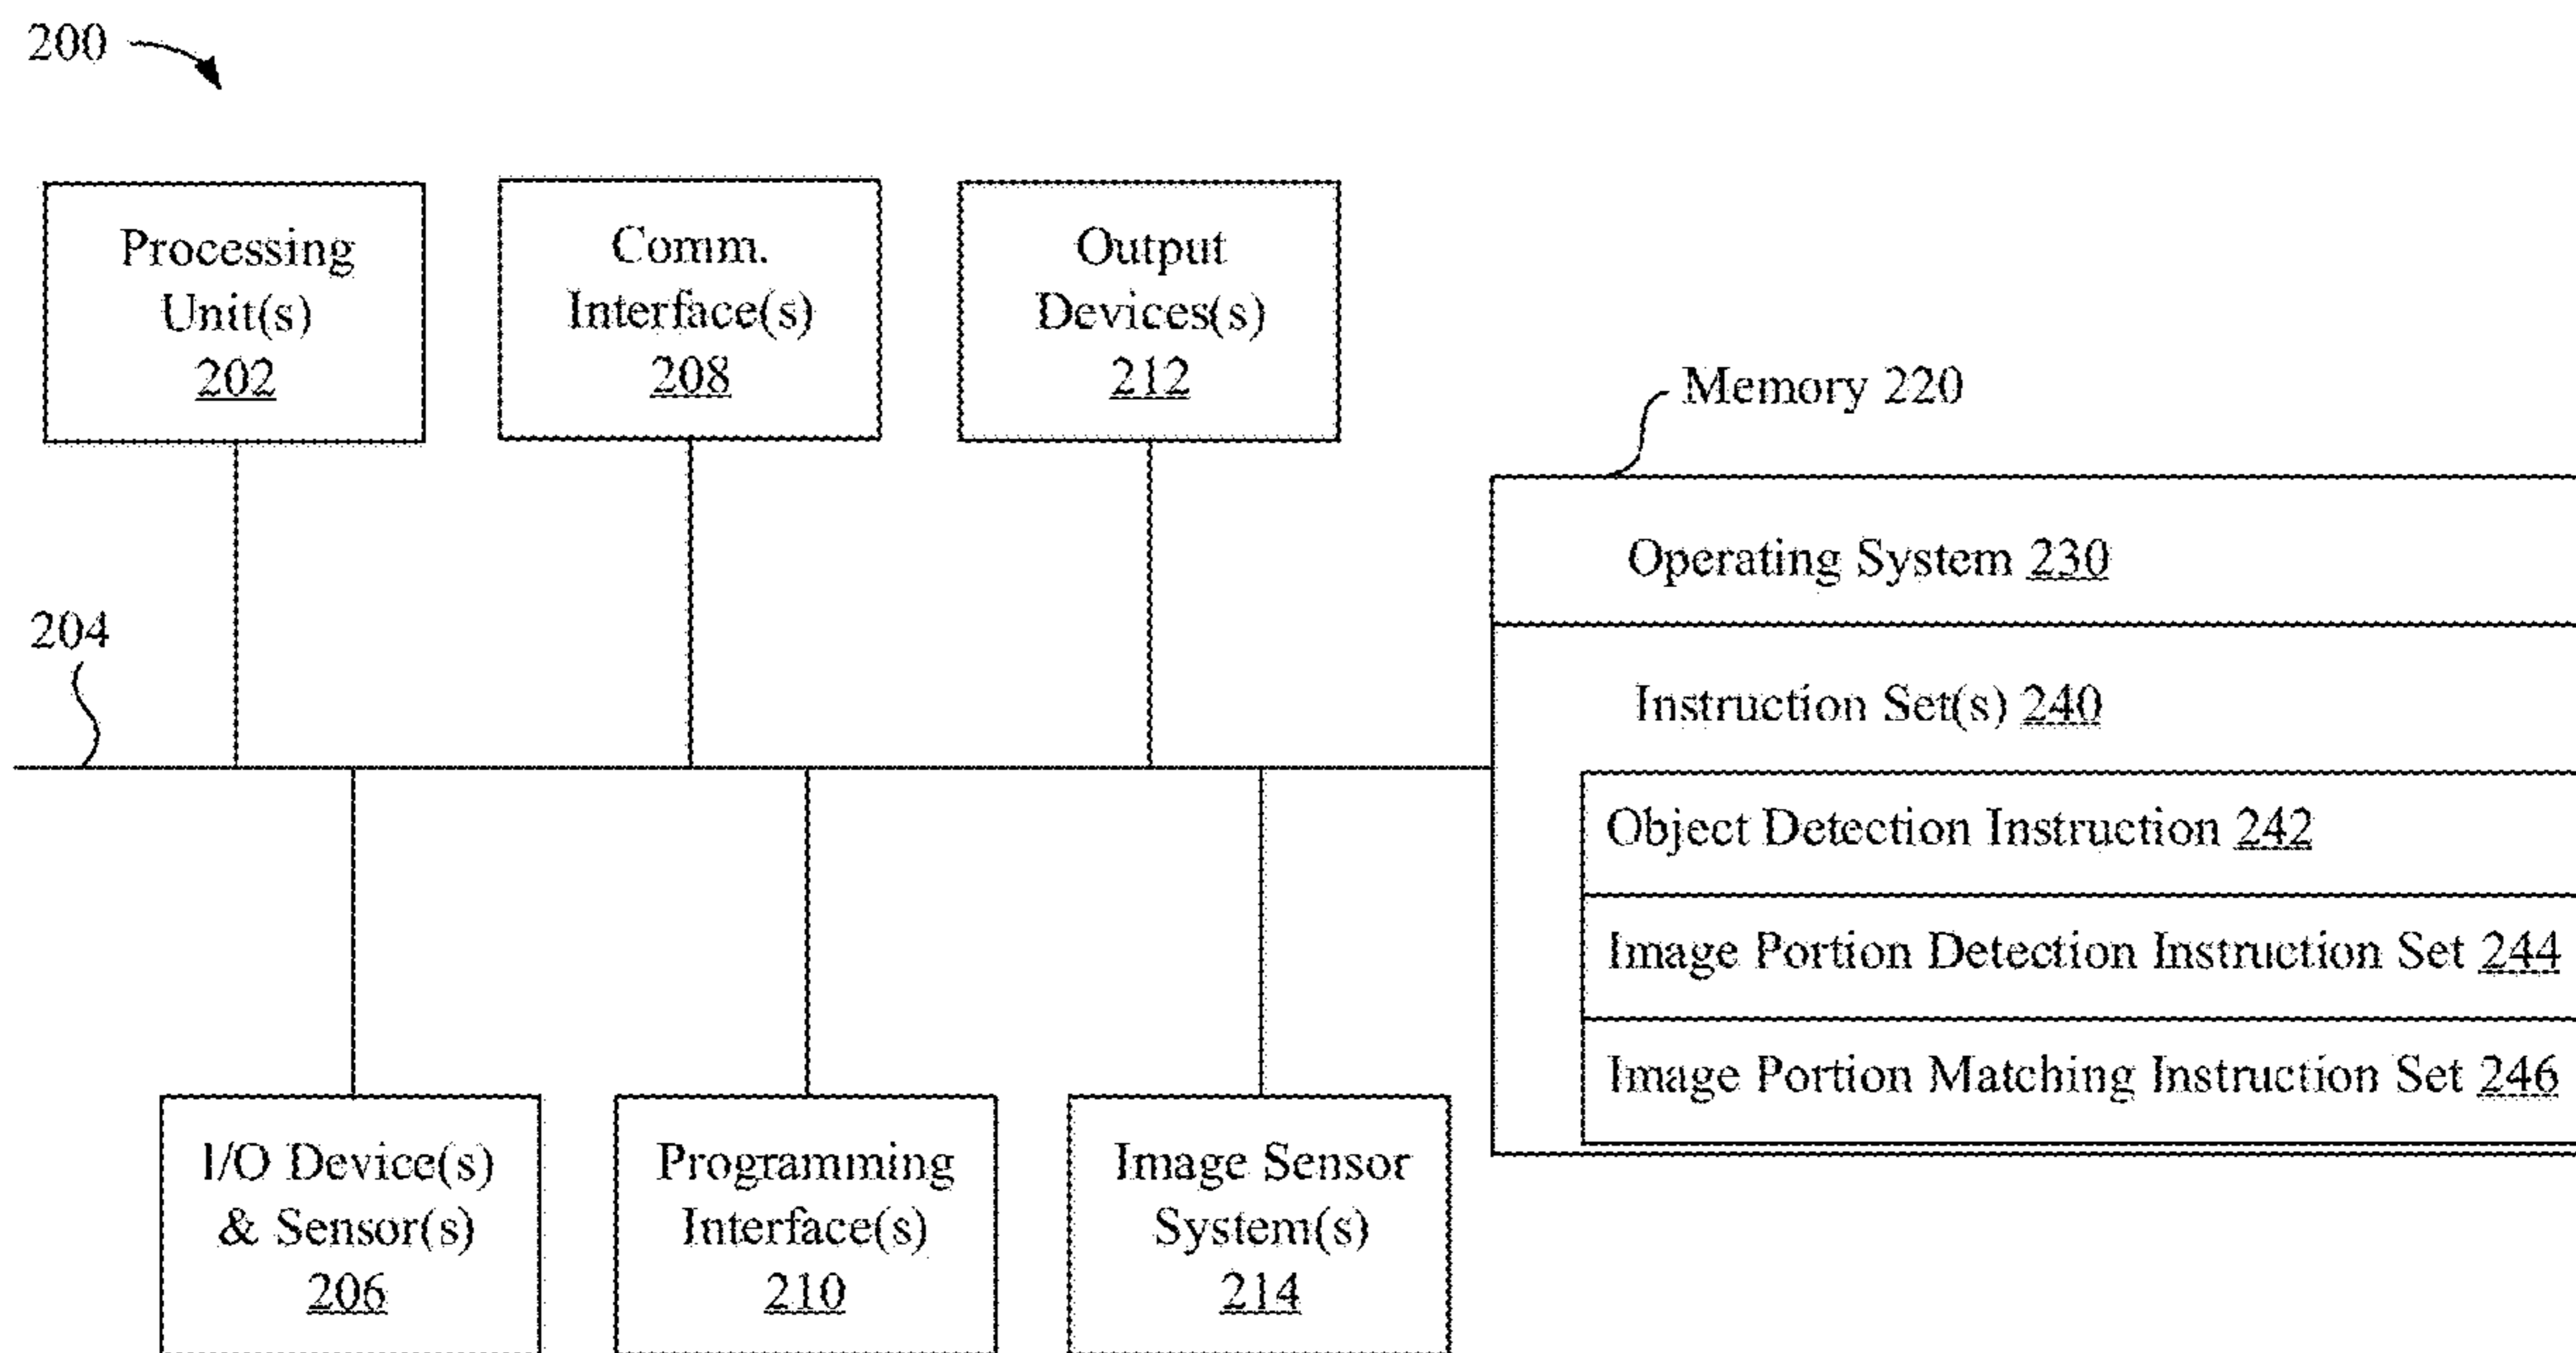 200
Processing
Unit(s)
202
Comm.
Interface(s)
208
Output
Devices(s)
212
Memory 220
Operating System 230
204
Instruction Set(s) 240
Object Detection Instruction 242
Image Portion Detection Instruction Set 244
Image Portion Matching Instruction Set 246
I/O Device(s)
& Sensor(s)
206
Programming
Interface(s)
210
Image Sensor
System(s)
214